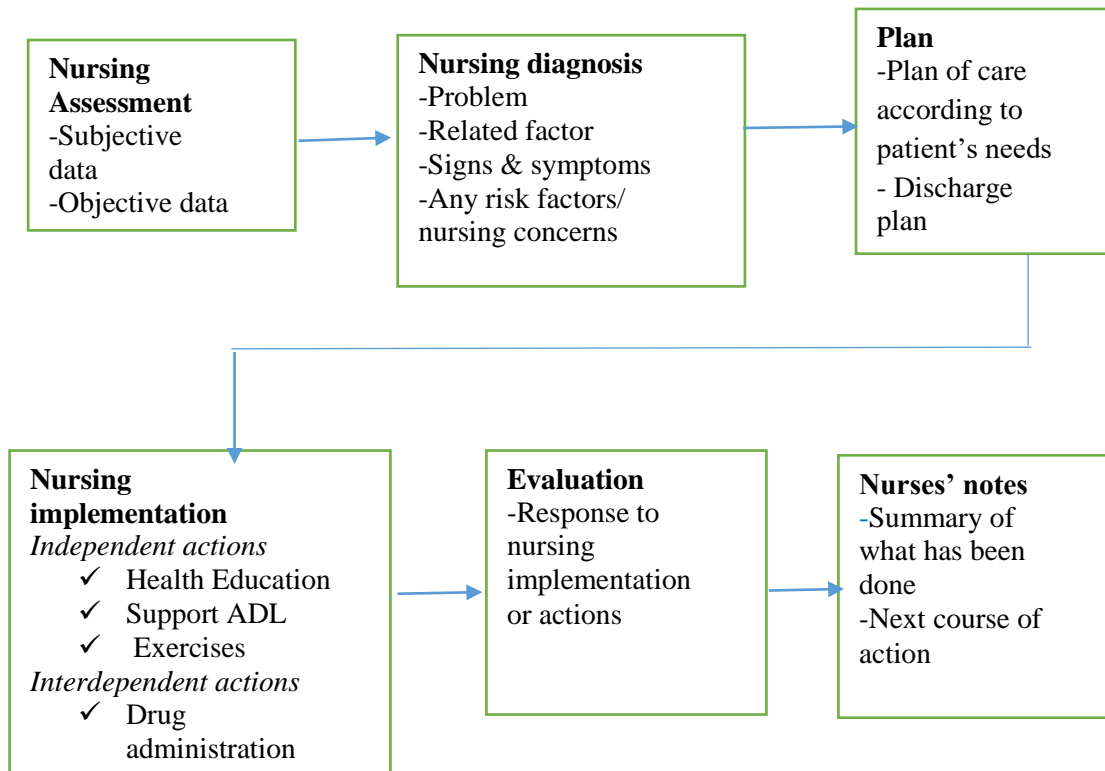 Nursing
Assessment
-Subjective
data
-Objective data
Nursing diagnosis
-Problem
-Related factor
-Signs & symptoms
-Any risk factors/
nursing concerns
Plan
-Plan of care
according to
patient’s needs
- Discharge
plan
Nursing
implementation
Independent actions
✓ Health Education
✓ Support ADL
✓ Exercises
Interdependent actions
✓ Drug
administration
Evaluation
-Response to
nursing
implementation
or actions
Nurses’ notes
-Summary of
what has been
done
-Next course of
action